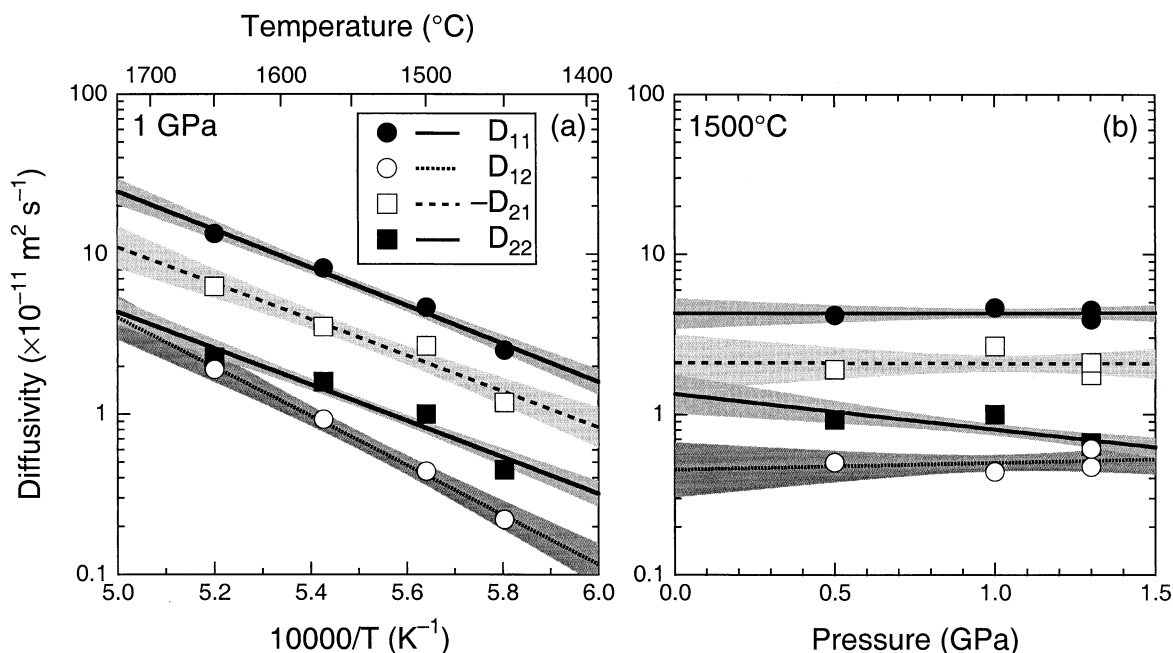 Temperature (°C)
1700 1600 1500 1400
100 1 GPa (a) 100 1500°C (b)
D₁₁
D₁₂
–D₂₁
D₂₂
Diffusivity (×10⁻¹¹ m² s⁻¹)
10 10
1 1
0.1 0.1
5.0 5.2 5.4 5.6 5.8 6.0 0.0 0.5 1.0 1.5
10000/T (K⁻¹) Pressure (GPa)